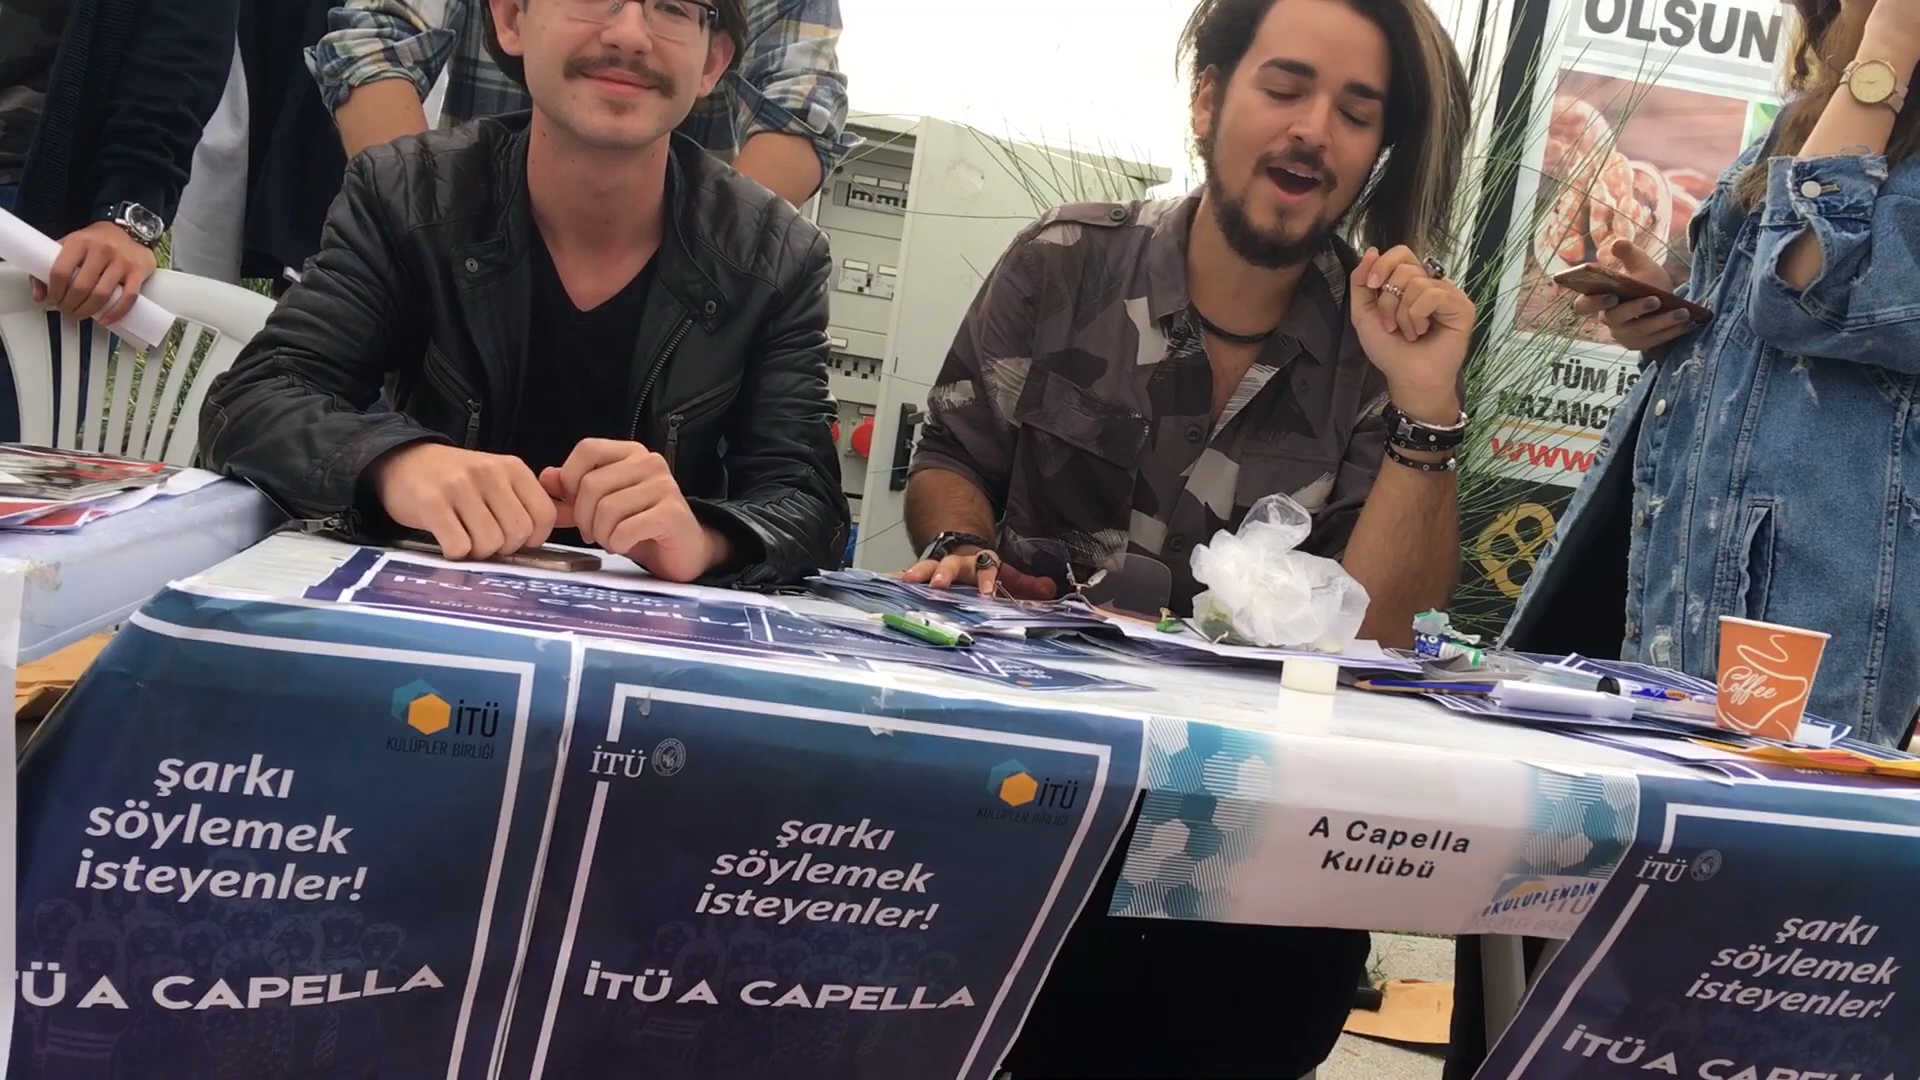 OLSUN
TÜM İŞ
KAZANC
www
İTÜ
KULÜPLER BİRLİĞİ
şarkı
söylemek
isteyenler!
TÜ A CAPELLA
İTÜ
İTÜ
KULÜPLER BİRLİĞİ
şarkı
söylemek
isteyenler!
İTÜ A CAPELLA
A Capella
Kulübü
#KULÜPLENDİN
İTÜ
şarkı
söylemek
isteyenler!
İTÜ A CAPELLA
Coffee